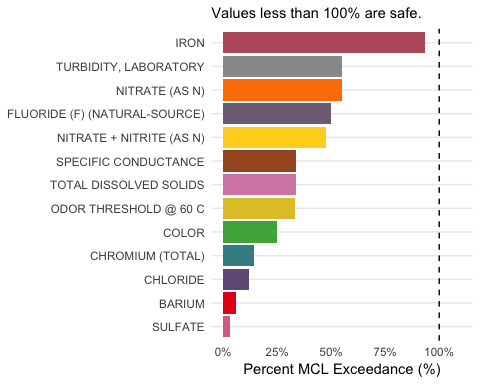 Values less than 100% are safe.
IRON
TURBIDITY, LABORATORY
NITRATE (AS N)
FLUORIDE (F) (NATURAL-SOURCE)
NITRATE + NITRITE (AS N)
SPECIFIC CONDUCTANCE
TOTAL DISSOLVED SOLIDS
ODOR THRESHOLD @ 60 C
COLOR
CHROMIUM (TOTAL)
CHLORIDE
BARIUM
SULFATE
0% 25% 50% 75% 100%
Percent MCL Exceedance (%)